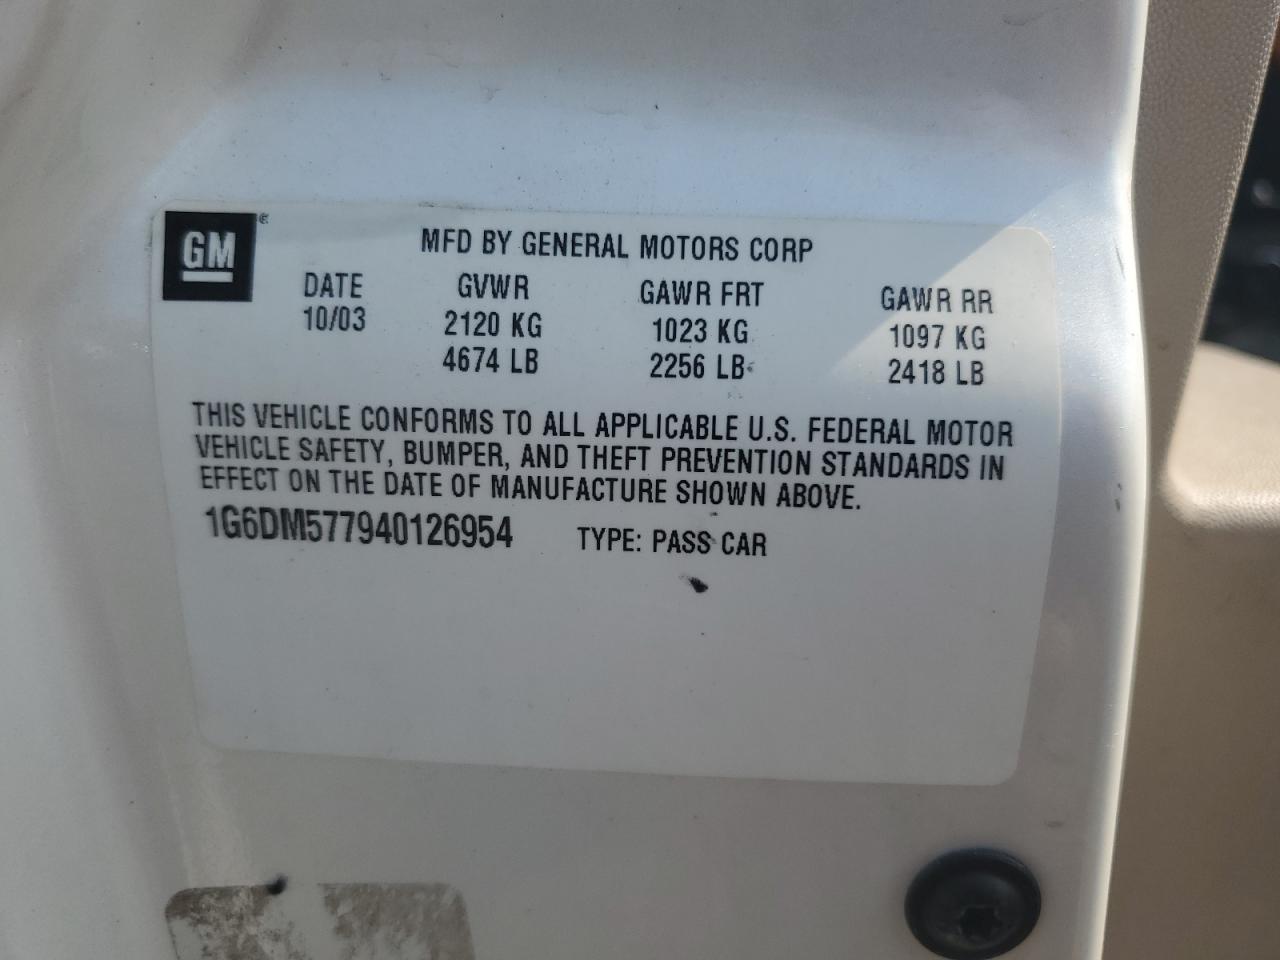 GM ®
MFD BY GENERAL MOTORS CORP
DATE GVWR GAWR FRT GAWR RR
10/03 2120 KG 1023 KG 1097 KG
4674 LB 2256 LB 2418 LB
THIS VEHICLE CONFORMS TO ALL APPLICABLE U.S. FEDERAL MOTOR
VEHICLE SAFETY, BUMPER, AND THEFT PREVENTION STANDARDS IN
EFFECT ON THE DATE OF MANUFACTURE SHOWN ABOVE.
1G6DM577940126954 TYPE: PASS CAR